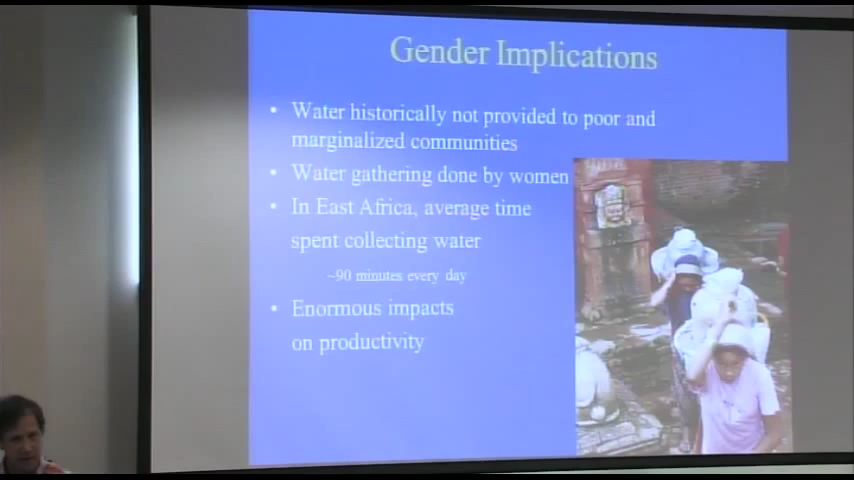 Gender Implications
• Water historically not provided to poor and
marginalized communities
• Water gathering done by women
• In East Africa, average time
spent collecting water
~90 minutes every day
• Enormous impacts
on productivity